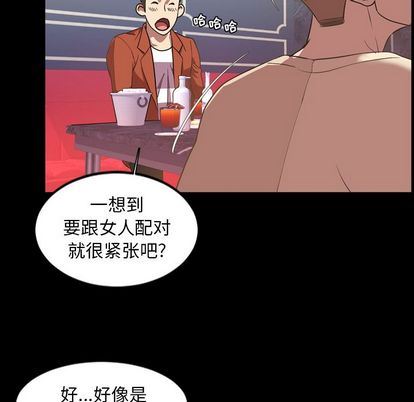 哈哈哈
一想到
要跟女人配对
就很紧张吧?
好...好像是